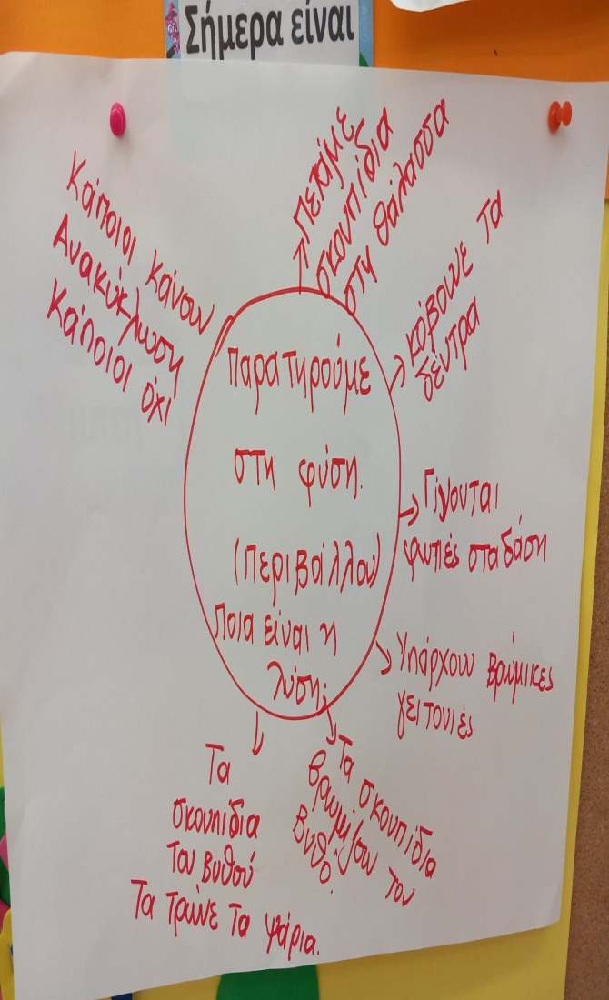 Σήμερα είναι
Παρατηρούμε
στη φύση.
(Περιβάλλον)
Ποια είναι η
λύση;
Πετάμε
σκουπίδια
στη θάλασσα
κόβουνε τα
δέντρα
Γίνονται
φωτιές στα δάση
Υπάρχουν βρώμικες
γειτονιές.
Τα σκουπίδια
βρωμίζουν τον
βυθό.
Τα
σκουπίδια
του βυθού
Τα τρώνε τα ψάρια.
Κάποιοι κάνουν
Ανακύκλωση
Κάποιοι όχι